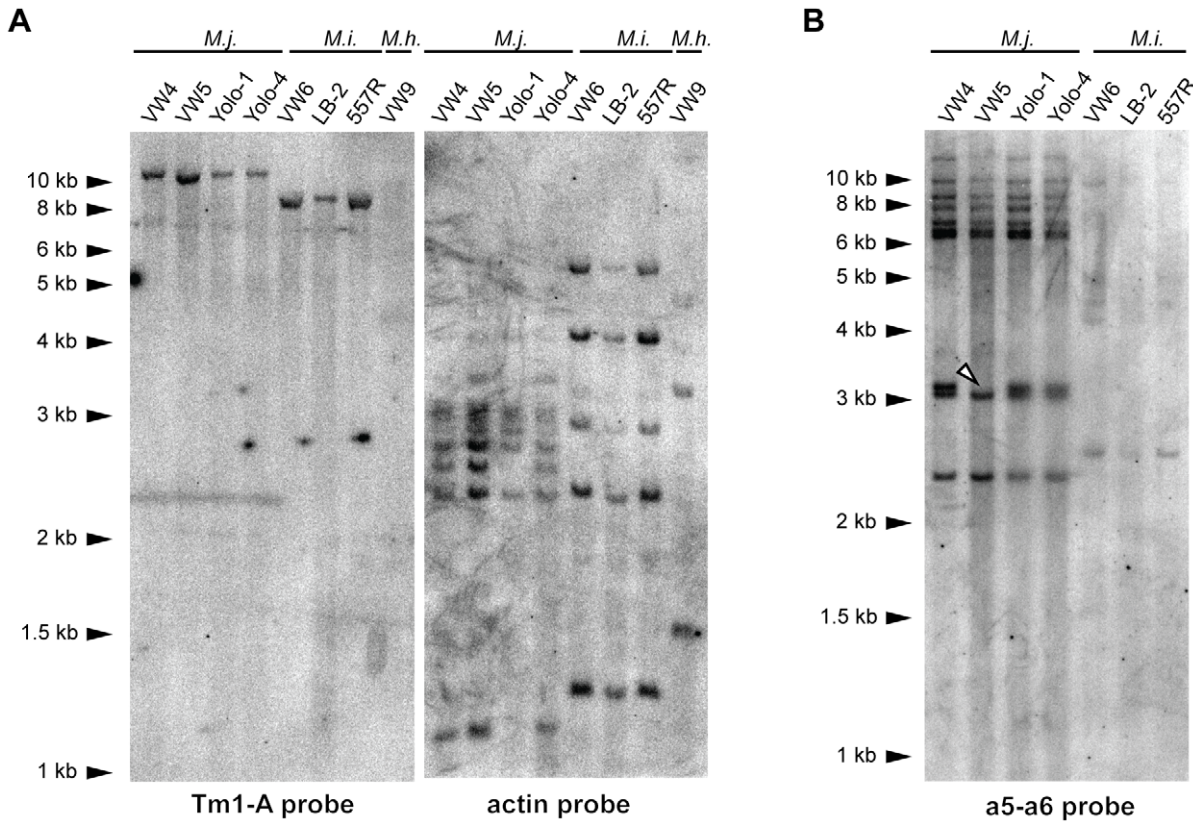 A
B
M.j. M.i. M.h. M.j. M.i. M.h. M.j. M.i.
VW4 VW5 Yolo-1 Yolo-4 VW6 LB-2 557R VW9 VW4 VW5 Yolo-1 Yolo-4 VW6 LB-2 557R VW9
VW4 VW5 Yolo-1 Yolo-4 VW6 LB-2 557R
10 kb
8 kb
6 kb
5 kb
4 kb
3 kb
2 kb
1.5 kb
1 kb
10 kb
8 kb
6 kb
5 kb
4 kb
3 kb
2 kb
1.5 kb
1 kb
Tm1-A probe
actin probe
a5-a6 probe